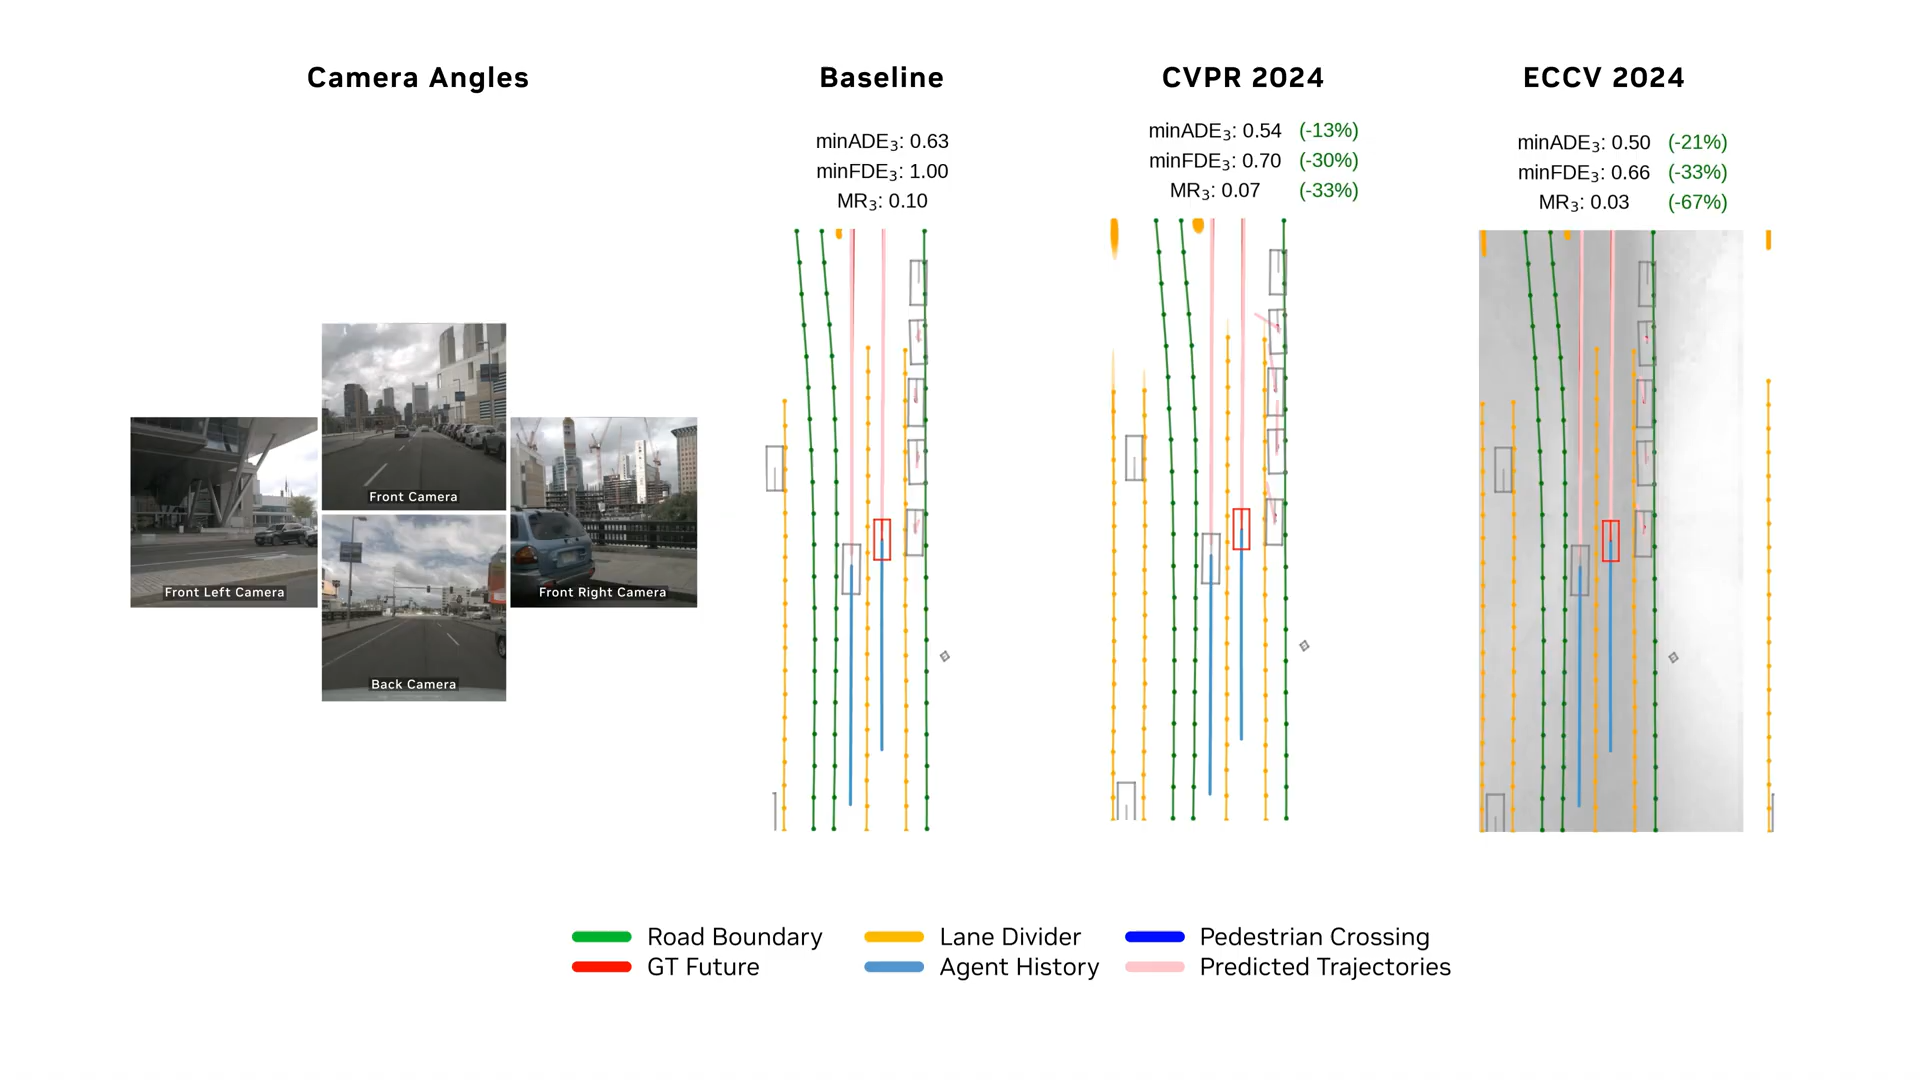 Camera Angles
Baseline
CVPR 2024
ECCV 2024
minADE₃: 0.63
minFDE₃: 1.00
MR₃: 0.10
minADE₃: 0.54 (-13%)
minFDE₃: 0.70 (-30%)
MR₃: 0.07 (-33%)
minADE₃: 0.50 (-21%)
minFDE₃: 0.66 (-33%)
MR₃: 0.03 (-67%)
Front Camera
Front Left Camera
Front Right Camera
Back Camera
Road Boundary
Lane Divider
Pedestrian Crossing
GT Future
Agent History
Predicted Trajectories